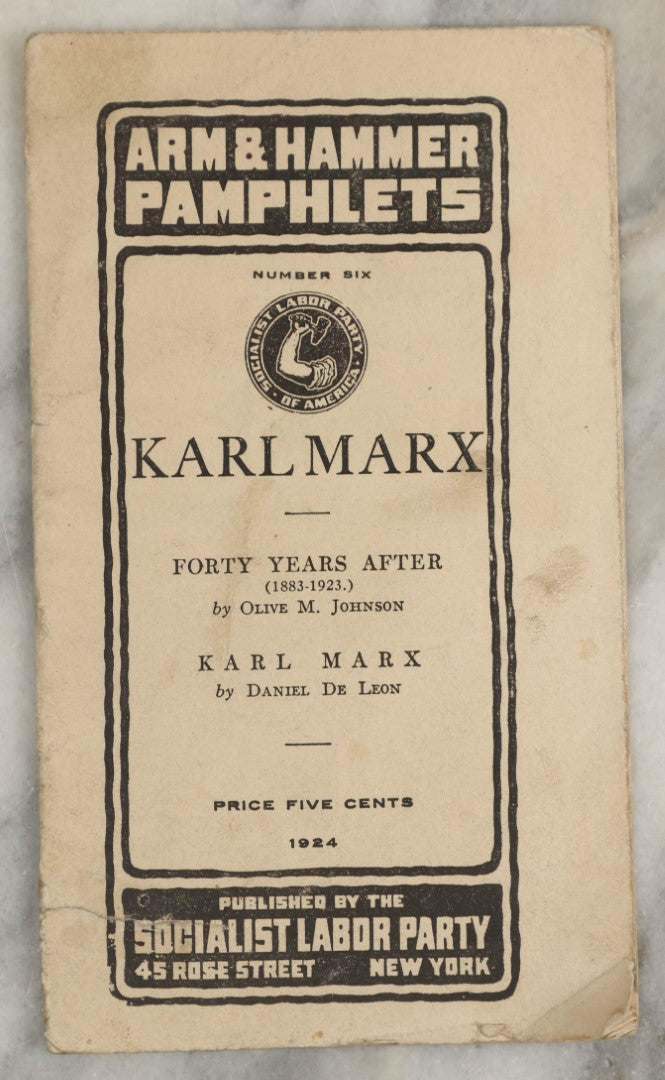 ARM & HAMMER
PAMPHLETS
NUMBER SIX
SOCIALIST LABOR PARTY
· OF AMERICA ·
KARL MARX
FORTY YEARS AFTER
(1883-1923.)
by OLIVE M. JOHNSON
KARL MARX
by DANIEL DE LEON
PRICE FIVE CENTS
1924
PUBLISHED BY THE
SOCIALIST LABOR PARTY
45 ROSE STREET NEW YORK